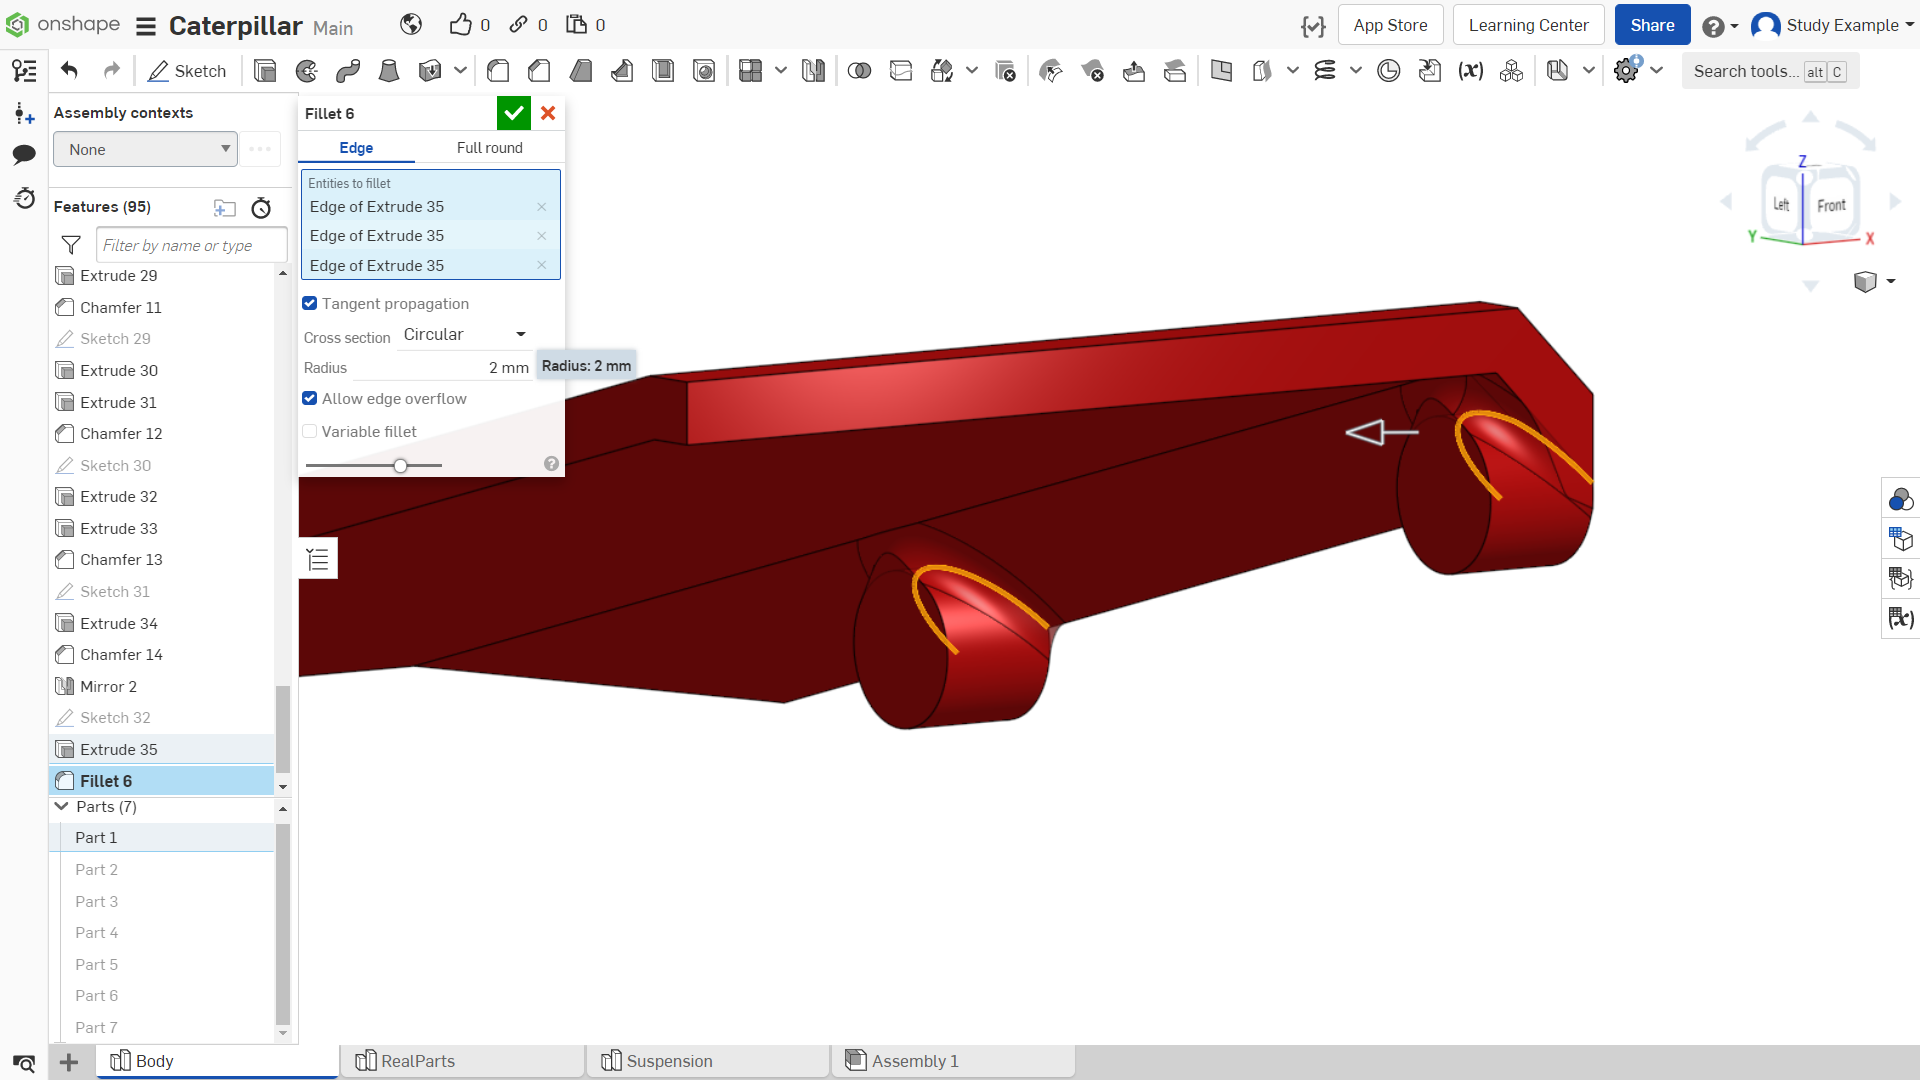 onshape Caterpillar Main 0 0 0 App Store Learning Center Share Study Example
Sketch Search tools... alt C
Assembly contexts
None
Features (95)
Filter by name or type
Extrude 29
Chamfer 11
Sketch 29
Extrude 30
Extrude 31
Chamfer 12
Sketch 30
Extrude 32
Extrude 33
Chamfer 13
Sketch 31
Extrude 34
Chamfer 14
Mirror 2
Sketch 32
Extrude 35
Fillet 6
Parts (7)
Part 1
Part 2
Part 3
Part 4
Part 5
Part 6
Part 7
Fillet 6
Edge Full round
Entities to fillet
Edge of Extrude 35
Edge of Extrude 35
Edge of Extrude 35
Tangent propagation
Cross section Circular
Radius 2 mm
Radius: 2 mm
Allow edge overflow
Variable fillet
Z
Left Front
Y X
Body RealParts Suspension Assembly 1